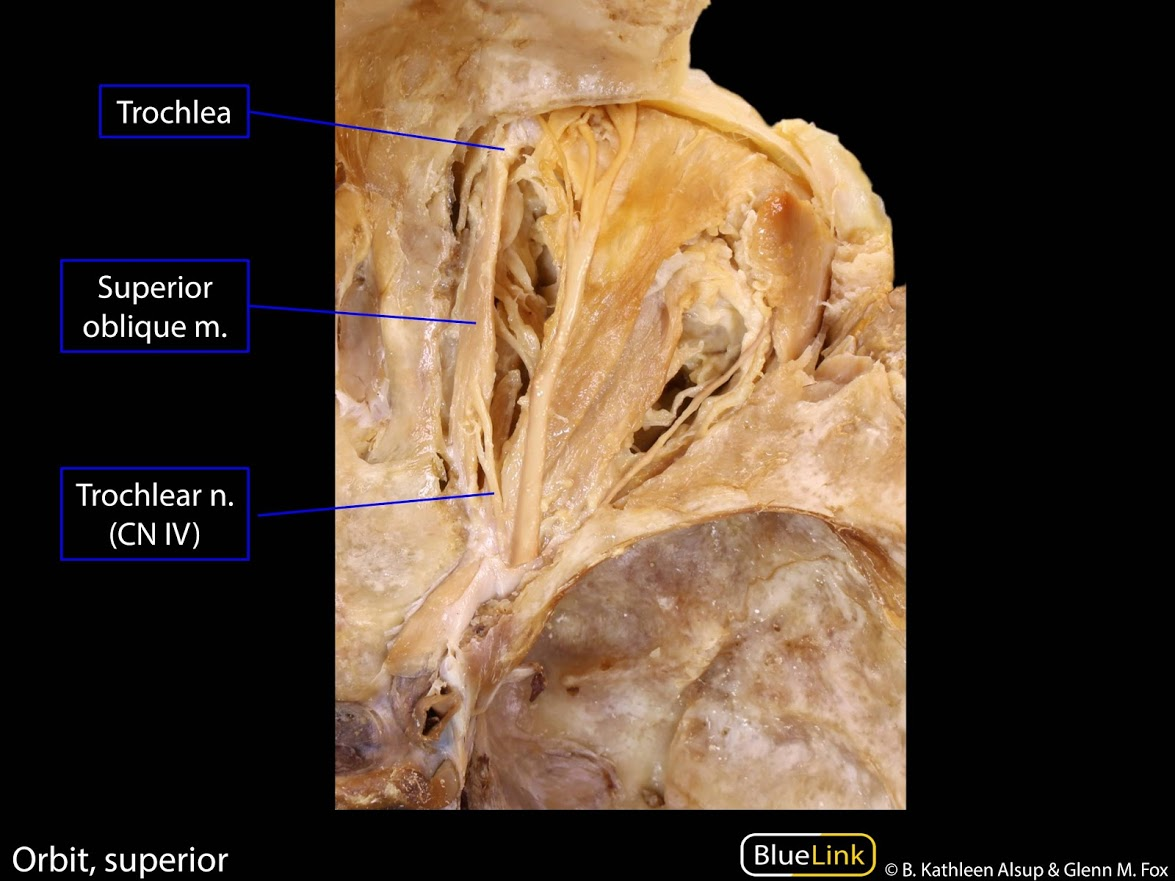 Trochlea
Superior
oblique m.
Trochlear n.
(CN IV)
Orbit, superior
BlueLink
© B. Kathleen Alsup & Glenn M. Fox